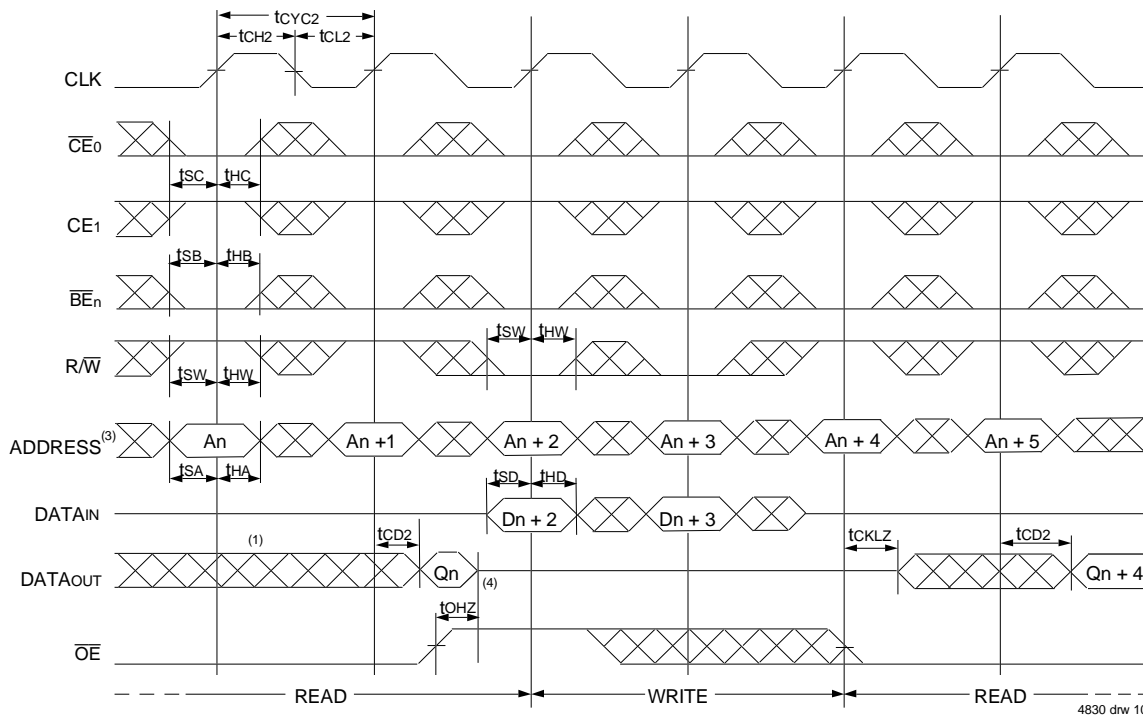 tCYC2
tCH2 tCL2
CLK
CE0
tSC tHC
CE1
tSB tHB
BEn
tSW tHW
R/W
tSW tHW
ADDRESS(3) An An +1 An + 2 An + 3 An + 4 An + 5
tSA tHA tSD tHD
DATAIN Dn + 2 Dn + 3
(1) tCD2 tCKLZ tCD2
DATAOUT Qn (4) Qn + 4
tOHZ
OE
READ WRITE READ
4830 drw 10